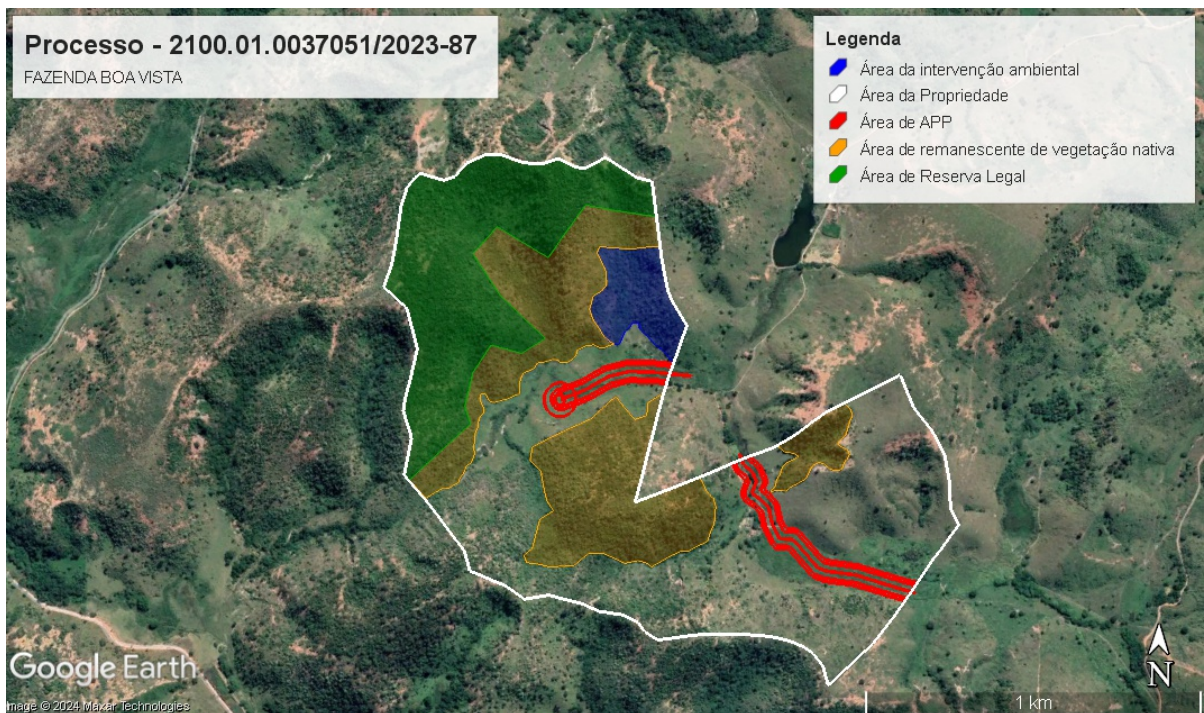 Processo - 2100.01.0037051/2023-87
FAZENDA BOA VISTA
Legenda
Área da intervenção ambiental
Área da Propriedade
Área de APP
Área de remanescente de vegetação nativa
Área de Reserva Legal
Google Earth
N
1 km
mage © 2024 Maxar Technologies